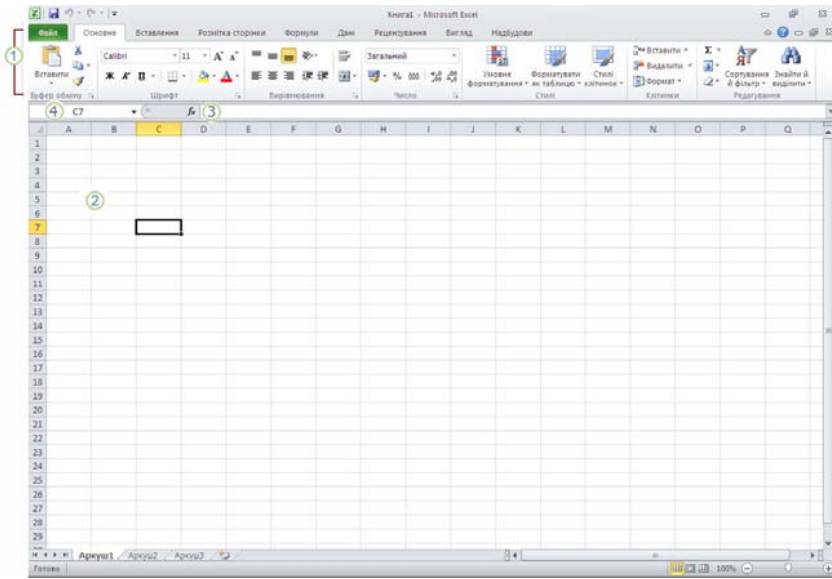 Книга1 - Microsoft Excel
Файл Основне Вставлення Розмітка сторінки Формули Дані Рецензування Вигляд Надбудови
1
Вставити
Calibri 11
Ж К П
Загальний
% 000
Умовне форматування
Форматувати як таблицю
Стилі клітинок
Вставити
Видалити
Формат
Сортування й фільтр
Знайти й виділити
Буфер обміну Шрифт Вирівнювання Число Стилі Клітинки Редагування
4 C7 fx 3
A B C D E F G H I J K L M N O P Q
1
2
3
4
5
2
6
7
8
9
10
11
12
13
14
15
16
17
18
19
20
21
22
23
24
25
26
27
28
29
Аркуш1 Аркуш2 Аркуш3
Готово 100%